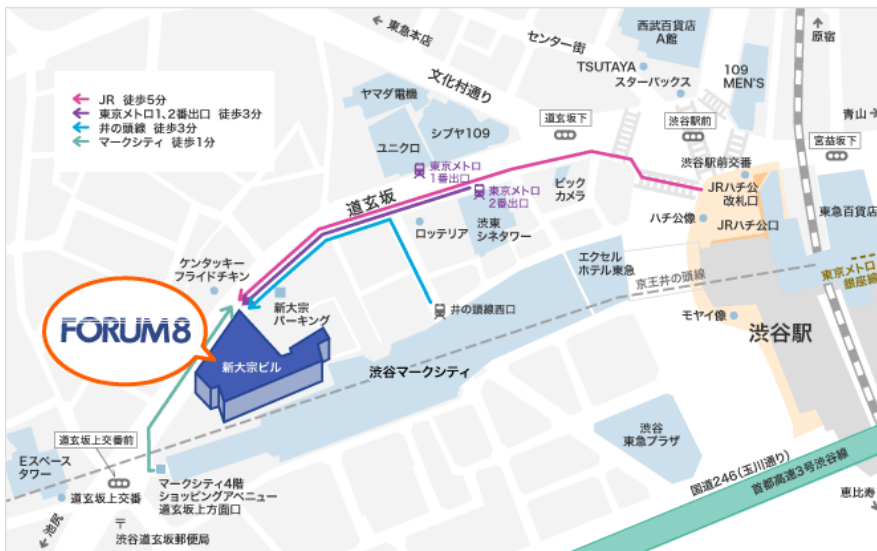 JR 徒歩5分
東京メトロ1、2番出口 徒歩3分
井の頭線 徒歩3分
マークシティ 徒歩1分
東急本店
センター街
西武百貨店
A館
TSUTAYA
スターバックス
109
MEN'S
原宿
文化村通り
ヤマダ電機
シブヤ109
ユニクロ
道玄坂下
渋谷駅前
青山
宮益坂下
東京メトロ
1番出口
東京メトロ
2番出口
ビック
カメラ
渋谷駅前交番
JRハチ公
改札口
道玄坂
ロッテリア
渋東
シネタワー
ハチ公像
JRハチ公口
東急百貨店
ケンタッキー
フライドチキン
エクセル
ホテル東急
京王井の頭線
東京メトロ
銀座線
新大宗
パーキング
井の頭線西口
モヤイ像
渋谷駅
FORUM8
新大宗ビル
渋谷マークシティ
道玄坂上交番前
渋谷
東急プラザ
Eスペース
タワー
マークシティ4階
ショッピングアベニュー
道玄坂上方面口
道玄坂上交番
国道246(玉川通り)
首都高速3号渋谷線
恵比寿
池尻
〒
渋谷道玄坂郵便局